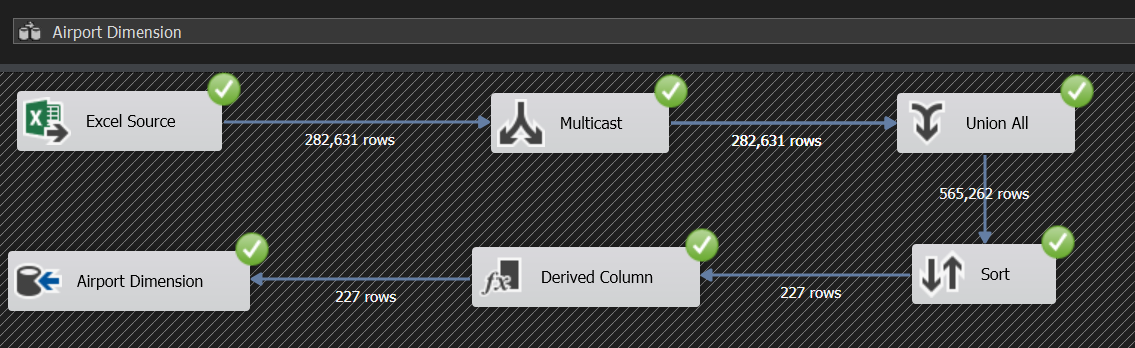 Airport Dimension
Excel Source
282,631 rows
Multicast
282,631 rows
Union All
565,262 rows
Sort
227 rows
Derived Column
227 rows
Airport Dimension